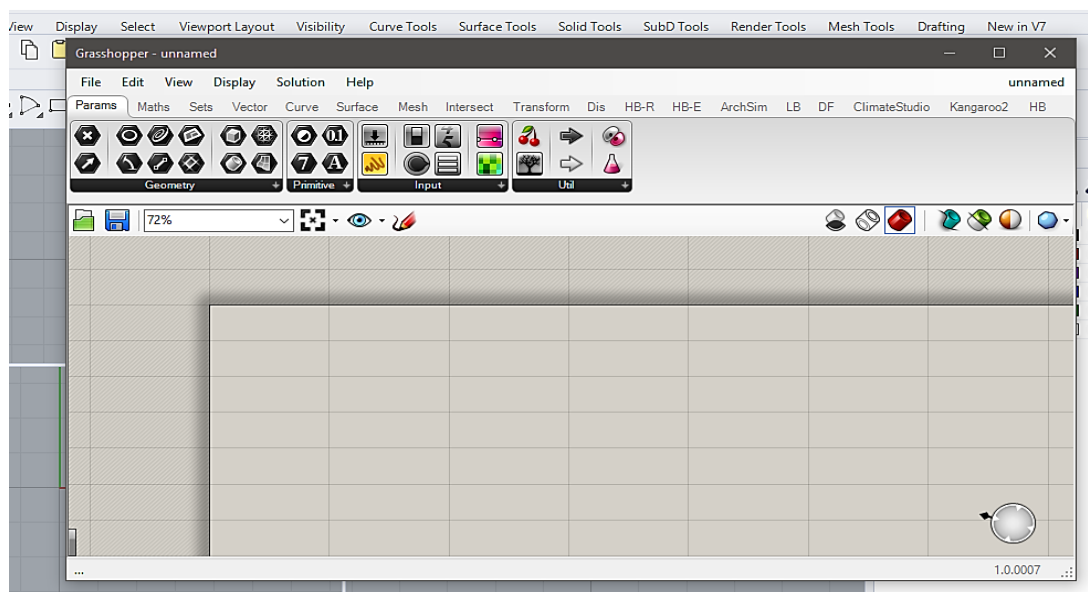 View Display Select Viewport Layout Visibility Curve Tools Surface Tools Solid Tools SubD Tools Render Tools Mesh Tools Drafting New in V7
Grasshopper - unnamed
File Edit View Display Solution Help unnamed
Params Maths Sets Vector Curve Surface Mesh Intersect Transform Dis HB-R HB-E ArchSim LB DF ClimateStudio Kangaroo2 HB
Geometry Primitive Input Util
72%
...
1.0.0007